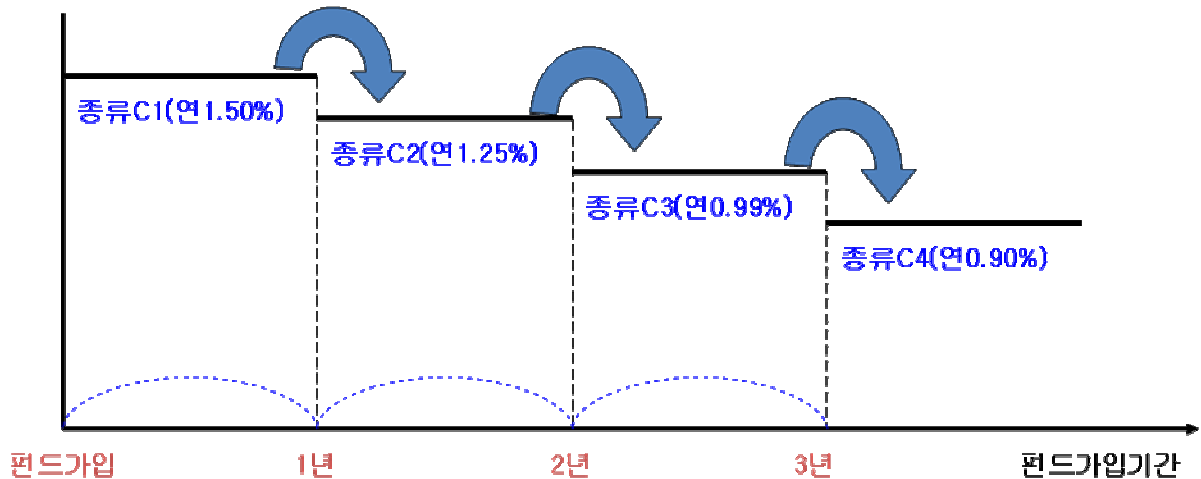 종류C1(연1.50%)
종류C2(연1.25%)
종류C3(연0.99%)
종류C4(연0.90%)
펀드가입 1년 2년 3년 펀드가입기간